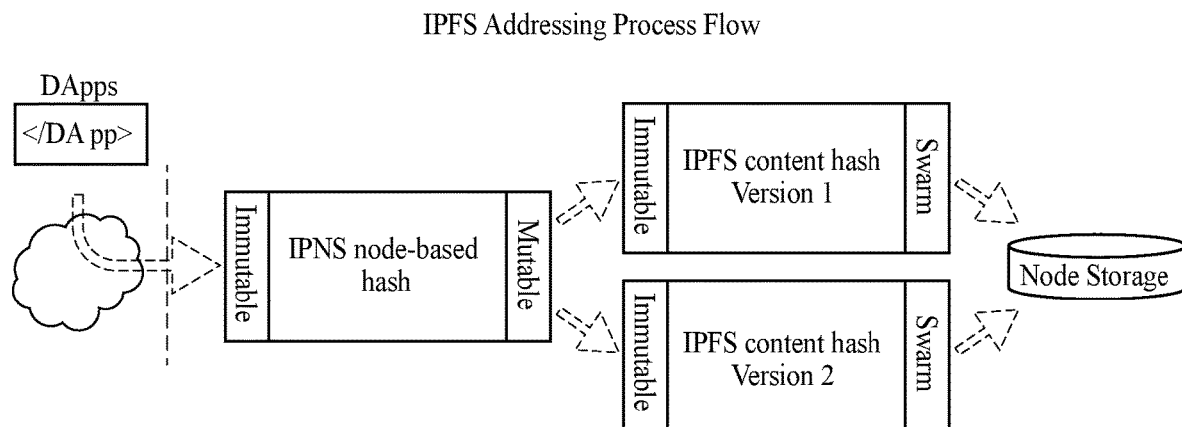 IPFS Addressing Process Flow
DApps
</DA pp>
Immutable
IPNS node-based
hash
Mutable
Immutable
IPFS content hash
Version 1
Swarm
Immutable
IPFS content hash
Version 2
Swarm
Node Storage